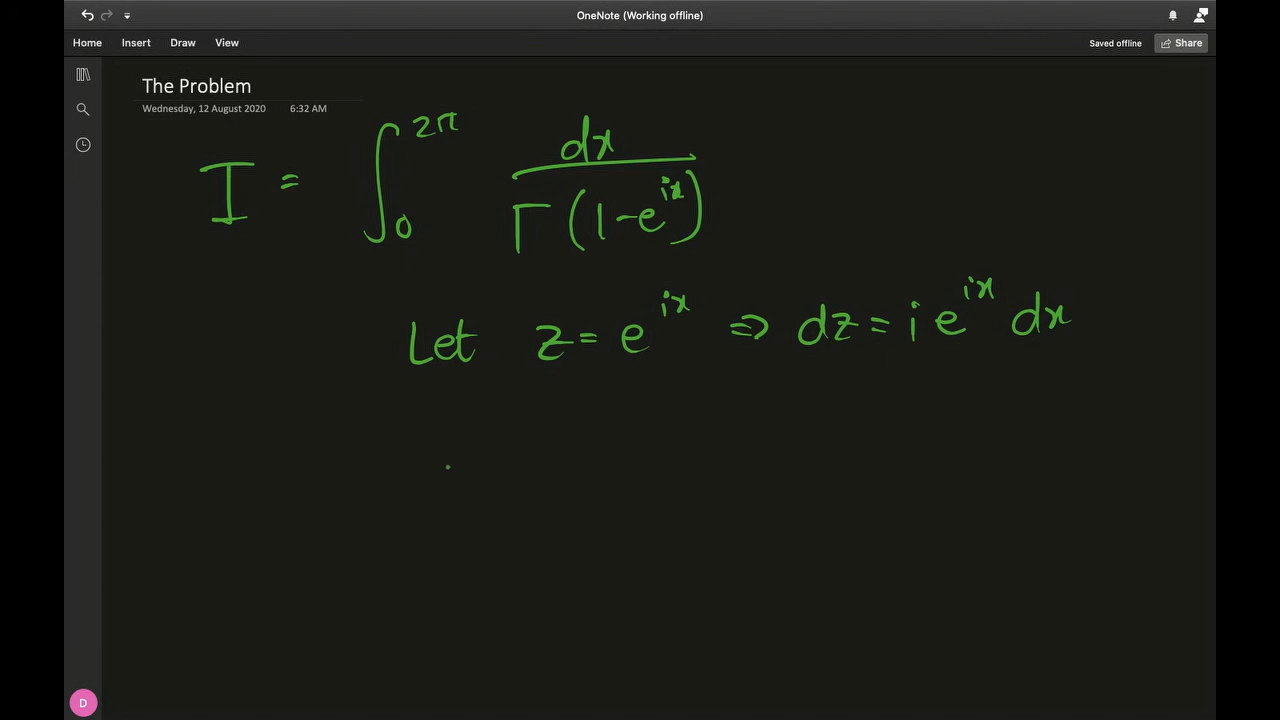 OneNote (Working offline)
Home Insert Draw View Saved offline Share
The Problem
Wednesday, 12 August 2020 6:32 AM
I = ∫₀^{2π} dx / Γ(1-e^{ix})
Let z = e^{ix} ⇒ dz = i e^{ix} dx
D